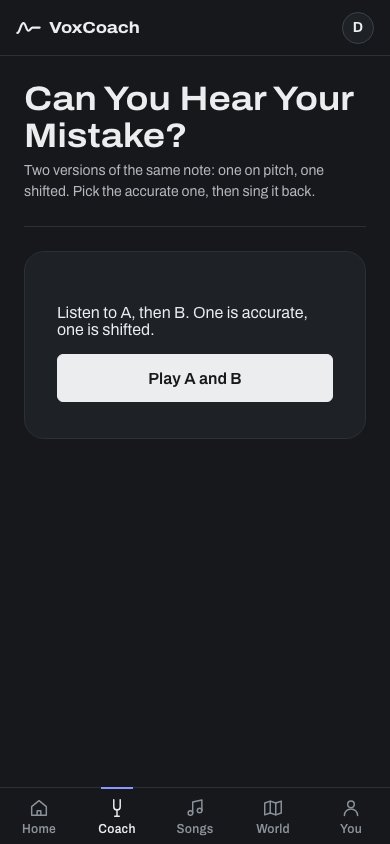 VoxCoach
D
Can You Hear Your
Mistake?
Two versions of the same note: one on pitch, one
shifted. Pick the accurate one, then sing it back.
Listen to A, then B. One is accurate,
one is shifted.
Play A and B
Home
Coach
Songs
World
You